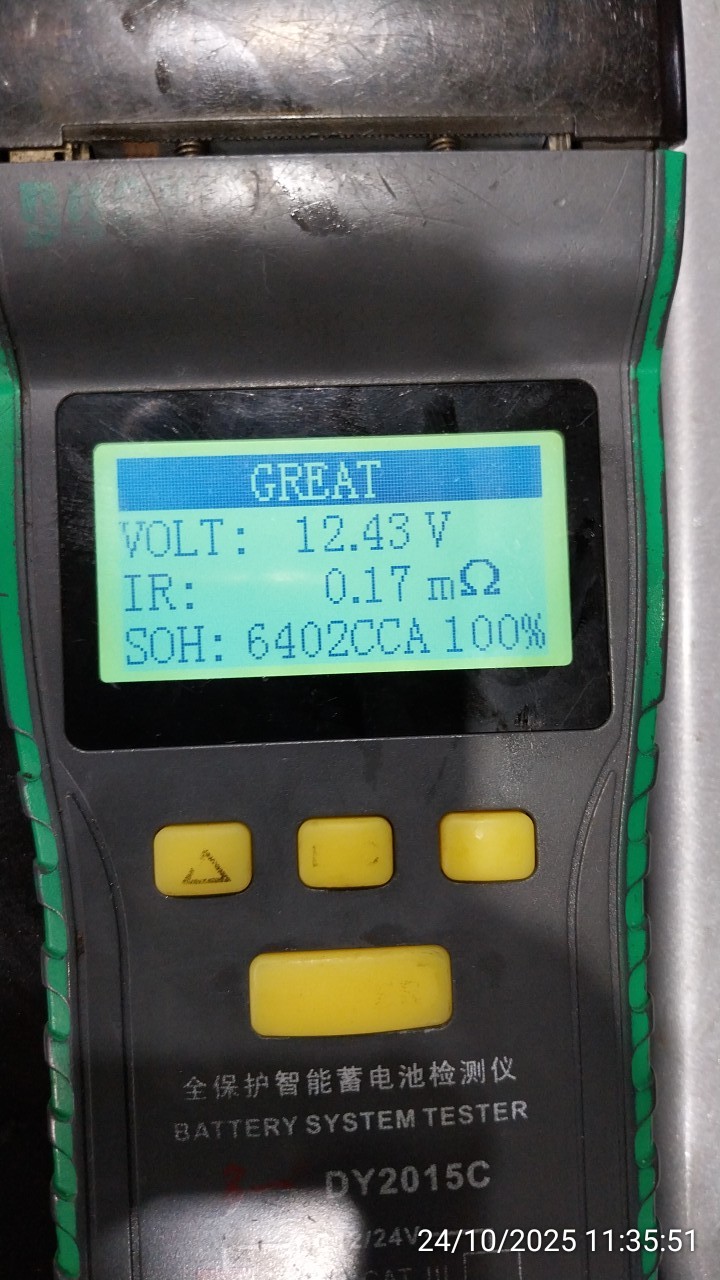 GREAT
VOLT: 12.43 V
IR: 0.17 mΩ
SOH: 6402CCA 100%
全保护智能蓄电池检测仪
BATTERY SYSTEM TESTER
DY2015C
/24V
24/10/2025 11:35:51